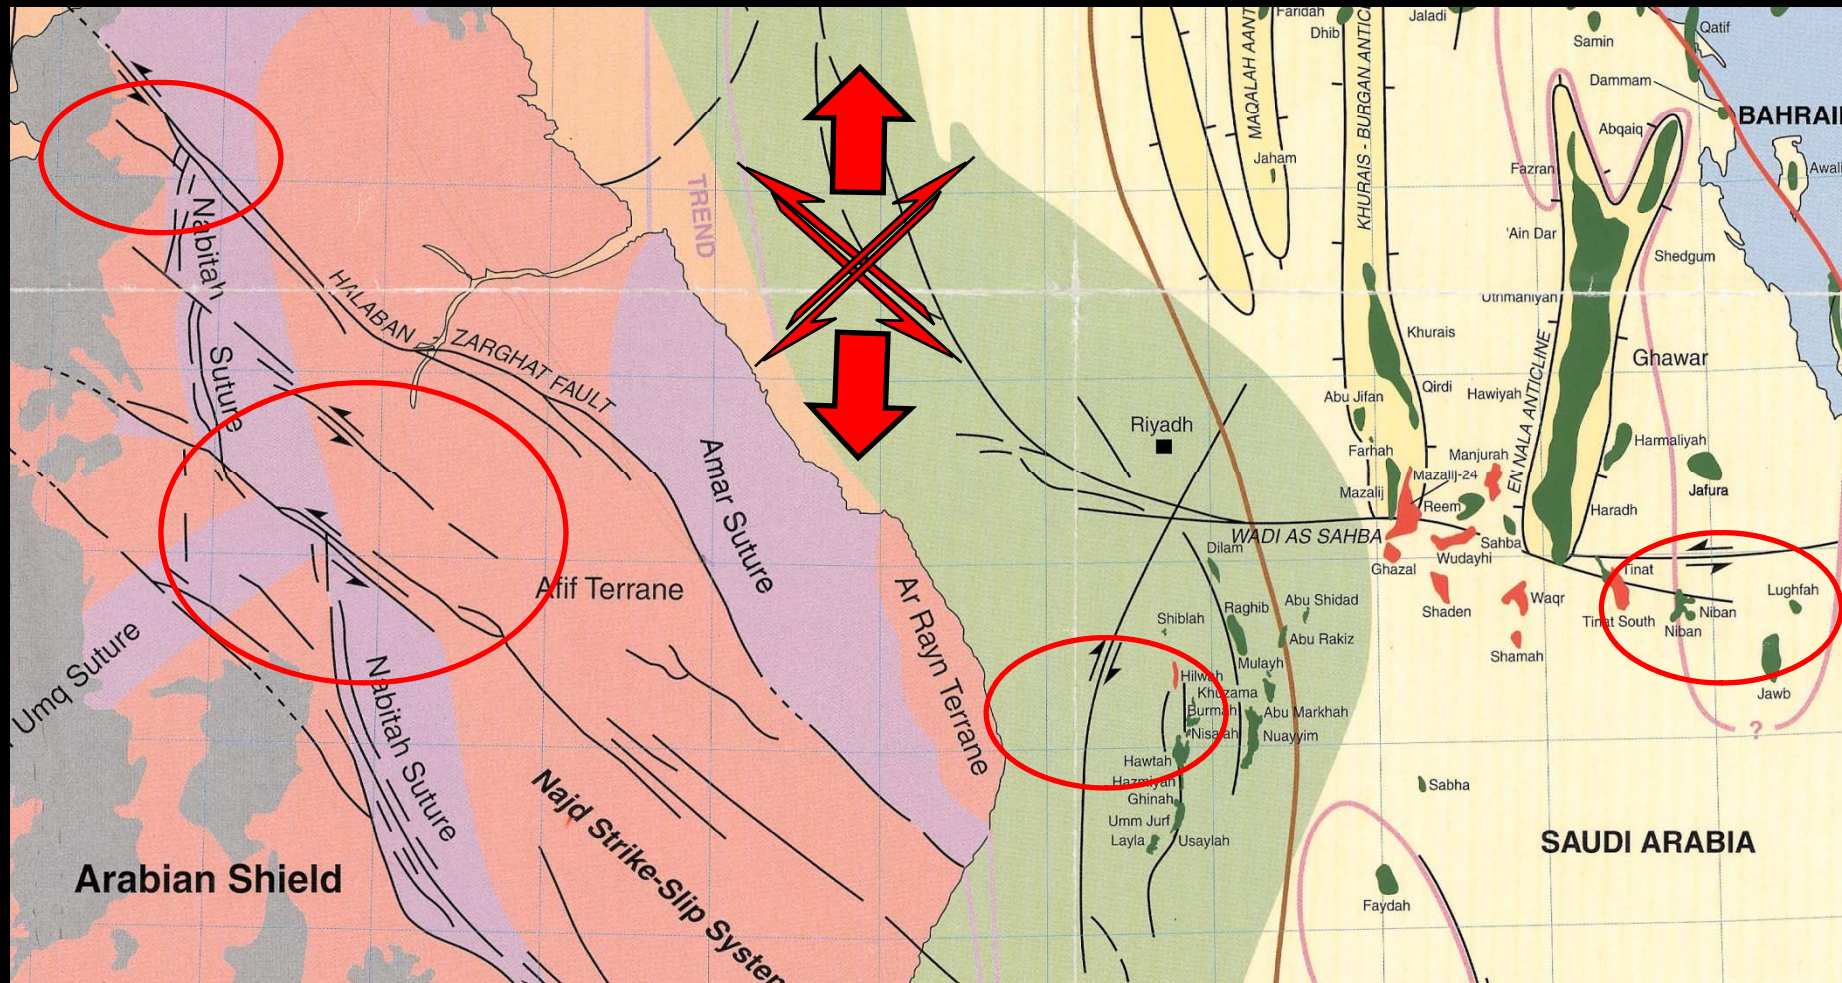 Faridah
Dhib
Jaladi
Samin
Qatif
Dammam
BAHRAI
Abqaiq
Awali
Fazran
MAQALAH ANT
KHURAIS - BURGAN ANTIC
Jaham
TREND
'Ain Dar
Shedgum
Uthmaniyah
Nabitah
Suture
HALABAN
ZARGHAT FAULT
Khurais
Ghawar
EN NALA ANTICLINE
Qirdi
Hawiyah
Abu Jifan
Riyadh
Harmaliyah
Farhah
Manjurah
Mazalij-24
Mazalij
Reem
Jafura
Haradh
Amar Suture
WADI AS SAHBA
Sahba
Dilam
Wudayhi
Ghazal
Tinat
Afif Terrane
Ar Rayn Terrane
Lughfah
Shaden
Waqr
Abu Shidad
Raghib
Shiblah
Tinat South
Niban
Niban
Abu Rakiz
Shamah
Umq Suture
Mulayh
Hilwah
Khuzama
Jawb
Burmah
Abu Markhah
Nisalah
Nuayyim
?
Nabitah Suture
Hawtah
Hazmiyah
Ghinah
Sabha
Umm Jurf
Layla
Usaylah
SAUDI ARABIA
Najd Strike-Slip System
Arabian Shield
Faydah